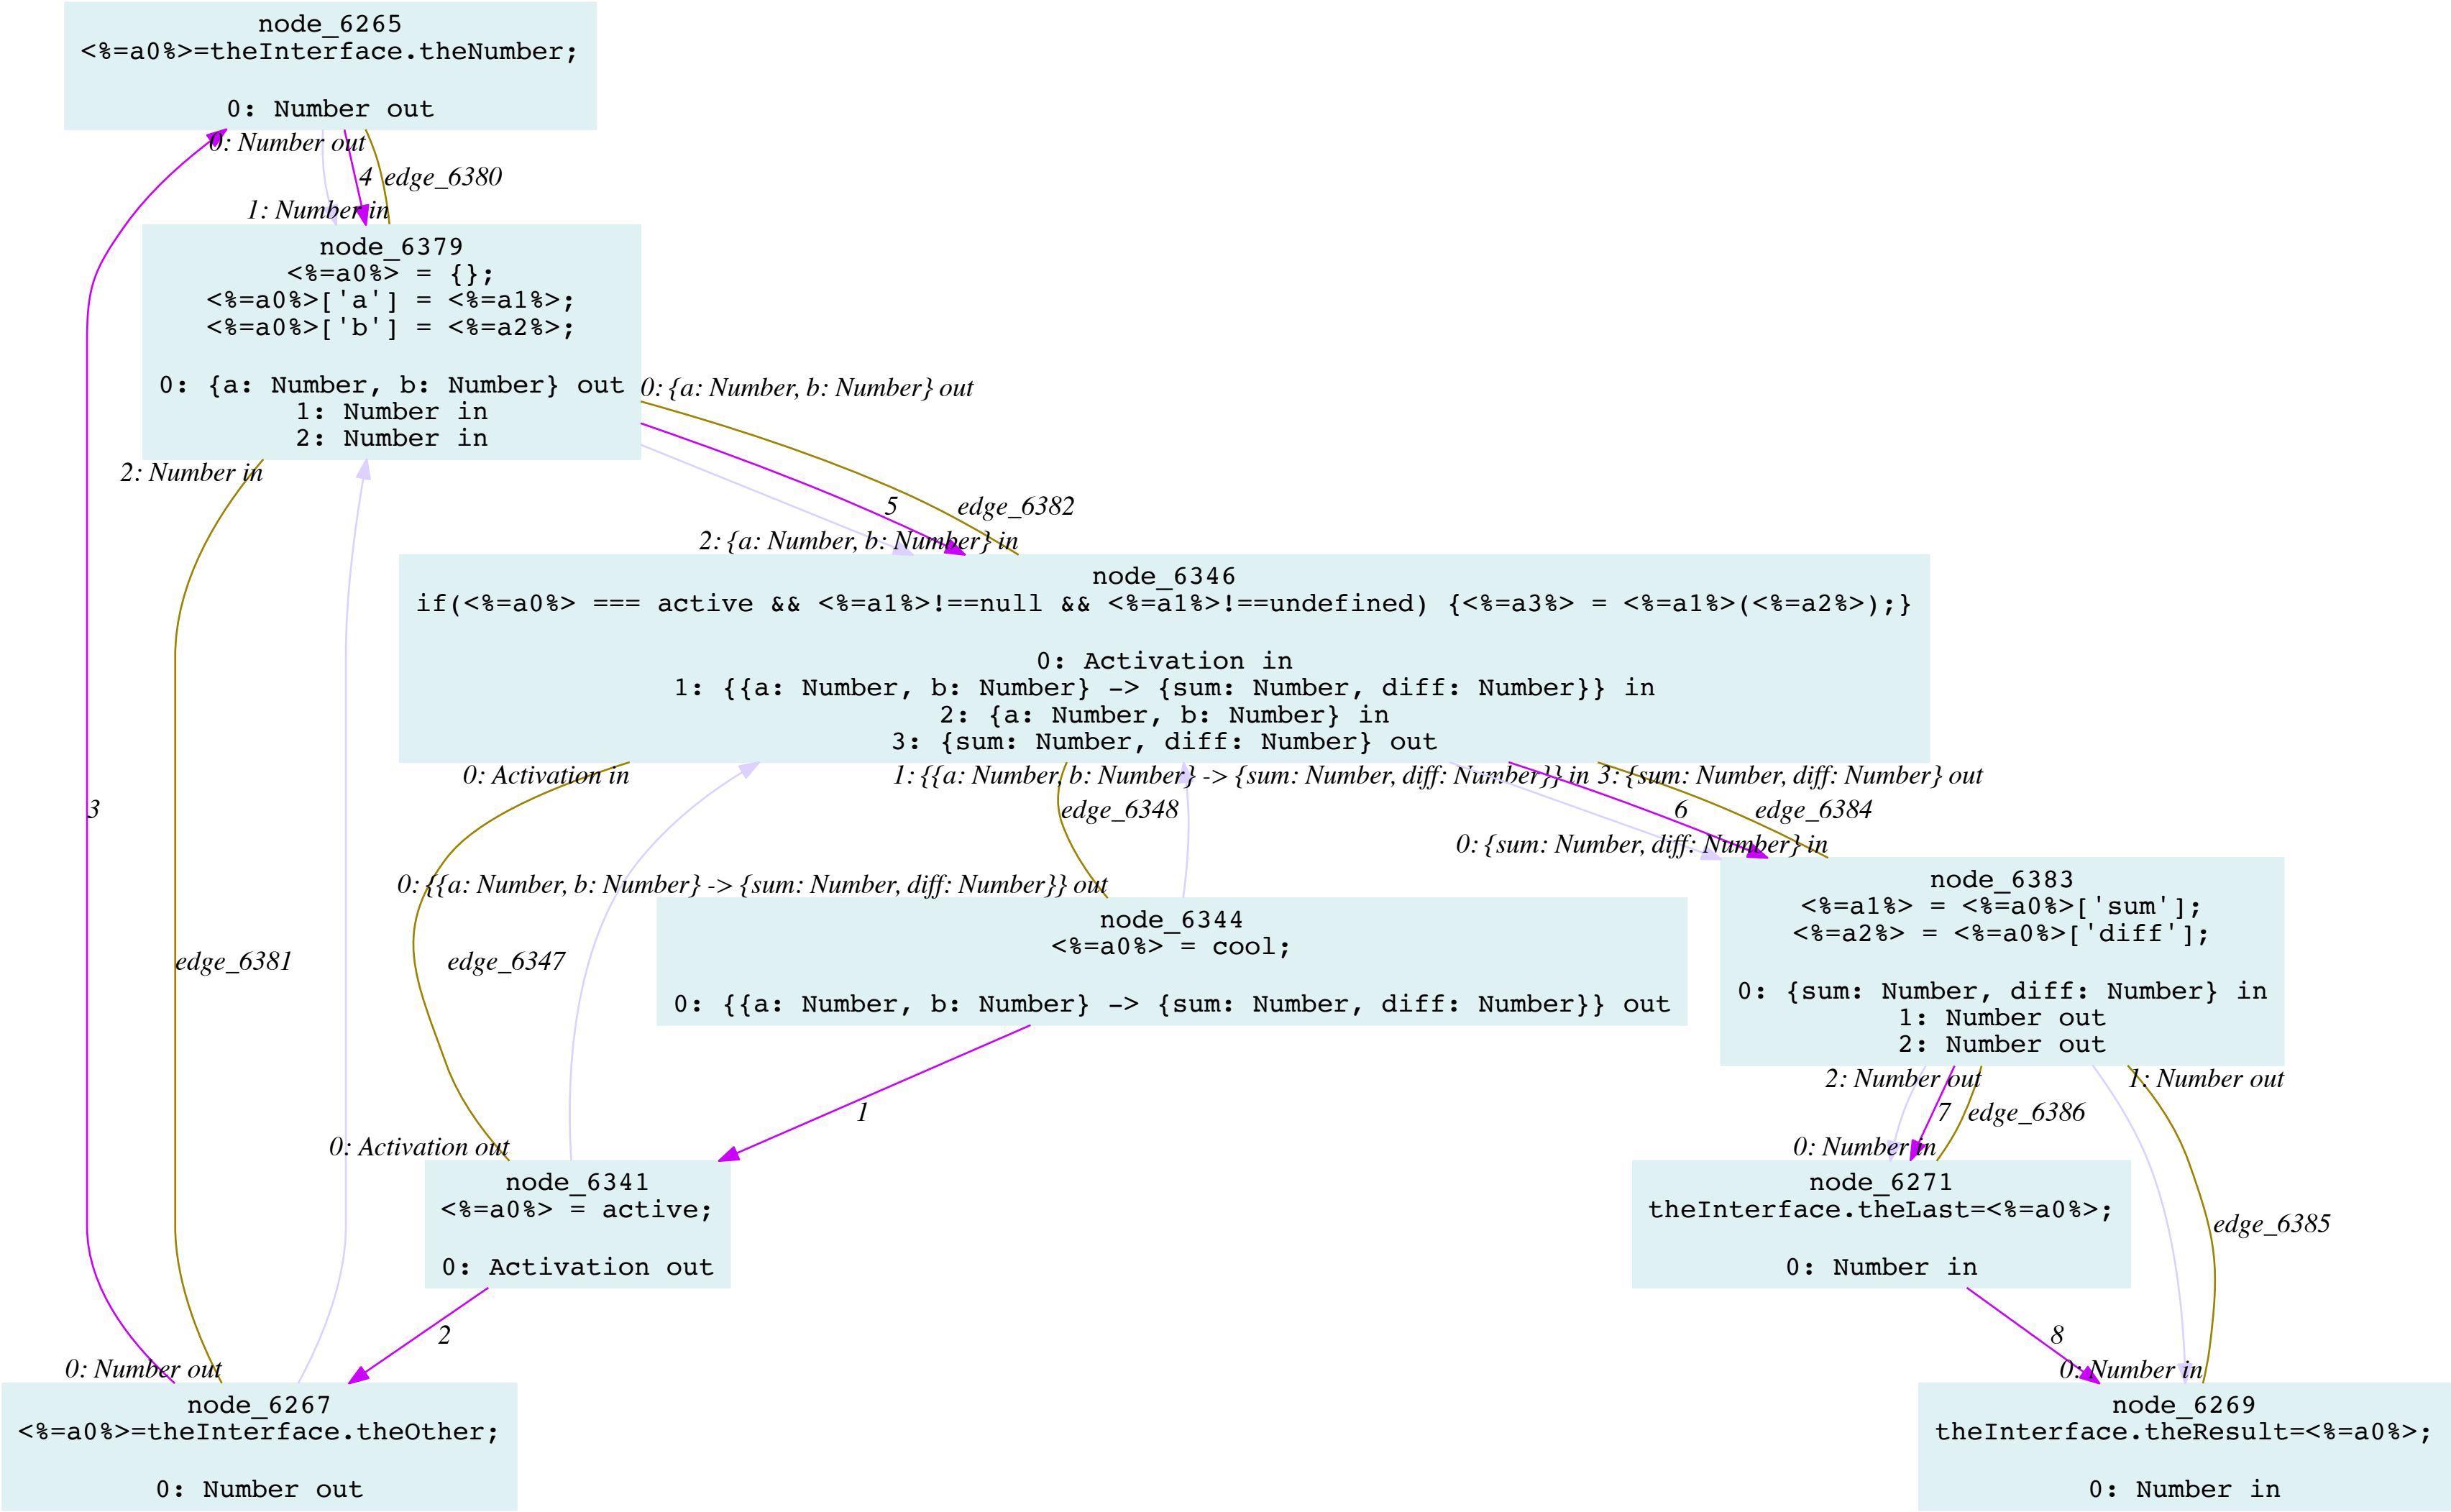 node_6265
<%=a0%>=theInterface.theNumber;
0: Number out
0: Number out
4
edge_6380
1: Number in
node_6379
<%=a0%> = {};
<%=a0%>['a'] = <%=a1%>;
<%=a0%>['b'] = <%=a2%>;
0: {a: Number, b: Number} out
1: Number in
2: Number in
0: {a: Number, b: Number} out
2: Number in
5
edge_6382
2: {a: Number, b: Number} in
node_6346
if(<%=a0%> === active && <%=a1%>!==null && <%=a1%>!==undefined) {<%=a3%> = <%=a1%>(<%=a2%>);}
0: Activation in
1: {{a: Number, b: Number} -> {sum: Number, diff: Number}} in
2: {a: Number, b: Number} in
3: {sum: Number, diff: Number} out
0: Activation in
1: {{a: Number, b: Number} -> {sum: Number, diff: Number}} in
3: {sum: Number, diff: Number} out
3
edge_6348
6
edge_6384
0: {sum: Number, diff: Number} in
0: {{a: Number, b: Number} -> {sum: Number, diff: Number}} out
node_6344
<%=a0%> = cool;
0: {{a: Number, b: Number} -> {sum: Number, diff: Number}} out
node_6383
<%=a1%> = <%=a0%>['sum'];
<%=a2%> = <%=a0%>['diff'];
0: {sum: Number, diff: Number} in
1: Number out
2: Number out
edge_6381
edge_6347
2: Number out
1: Number out
1
7
edge_6386
0: Activation out
0: Number in
node_6341
<%=a0%> = active;
0: Activation out
node_6271
theInterface.theLast=<%=a0%>;
0: Number in
edge_6385
2
8
0: Number out
0: Number in
node_6267
<%=a0%>=theInterface.theOther;
0: Number out
node_6269
theInterface.theResult=<%=a0%>;
0: Number in